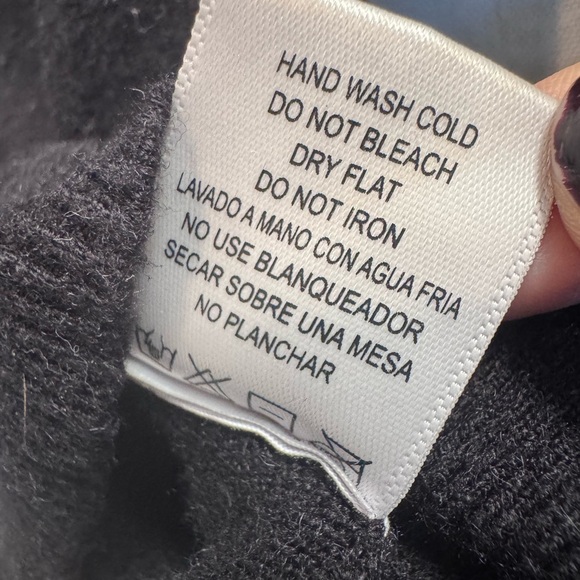 HAND WASH COLD
DO NOT BLEACH
DRY FLAT
DO NOT IRON
LAVADO A MANO CON AGUA FRIA
NO USE BLANQUEADOR
SECAR SOBRE UNA MESA
NO PLANCHAR